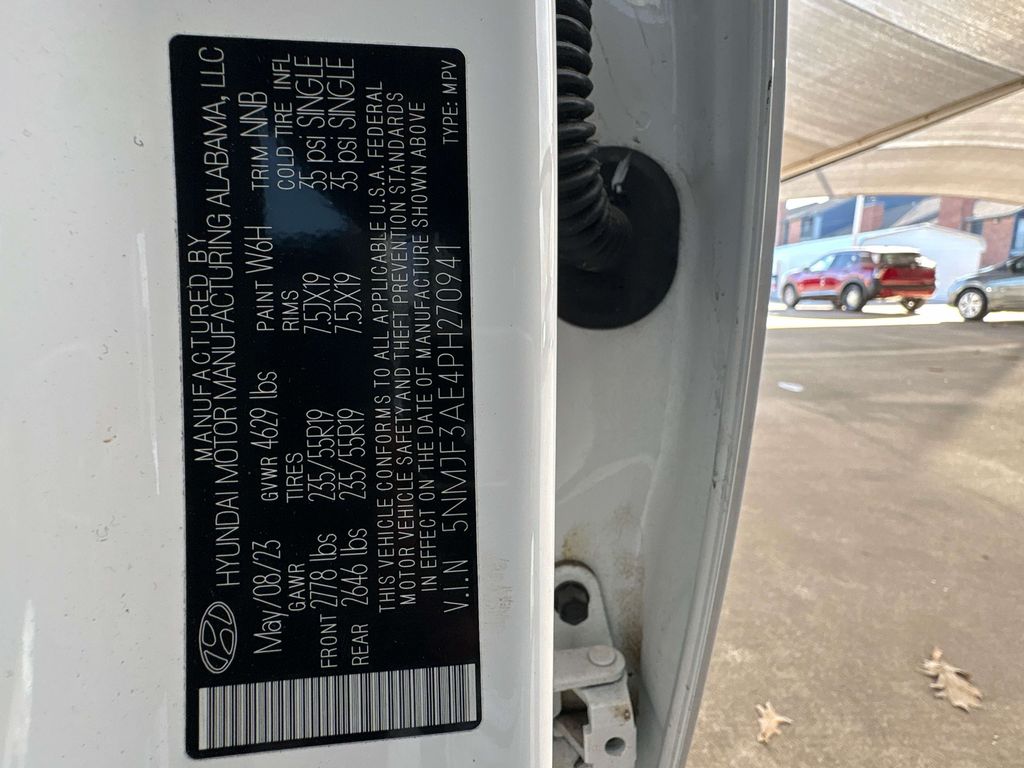 MANUFACTURED BY
HYUNDAI MOTOR MANUFACTURING ALABAMA, LLC
May/08/23 GVWR 4629 lbs PAINT W6H TRIM NNB
GAWR TIRES RIMS COLD TIRE INFL
FRONT 2778 lbs 235/55R19 7.5JX19 35 psi SINGLE
REAR 2646 lbs 235/55R19 7.5JX19 35 psi SINGLE
THIS VEHICLE CONFORMS TO ALL APPLICABLE U.S.A. FEDERAL
MOTOR VEHICLE SAFETY AND THEFT PREVENTION STANDARDS
IN EFFECT ON THE DATE OF MANUFACTURE SHOWN ABOVE
V.I.N 5NMJF3AE4PH270941 TYPE: MPV